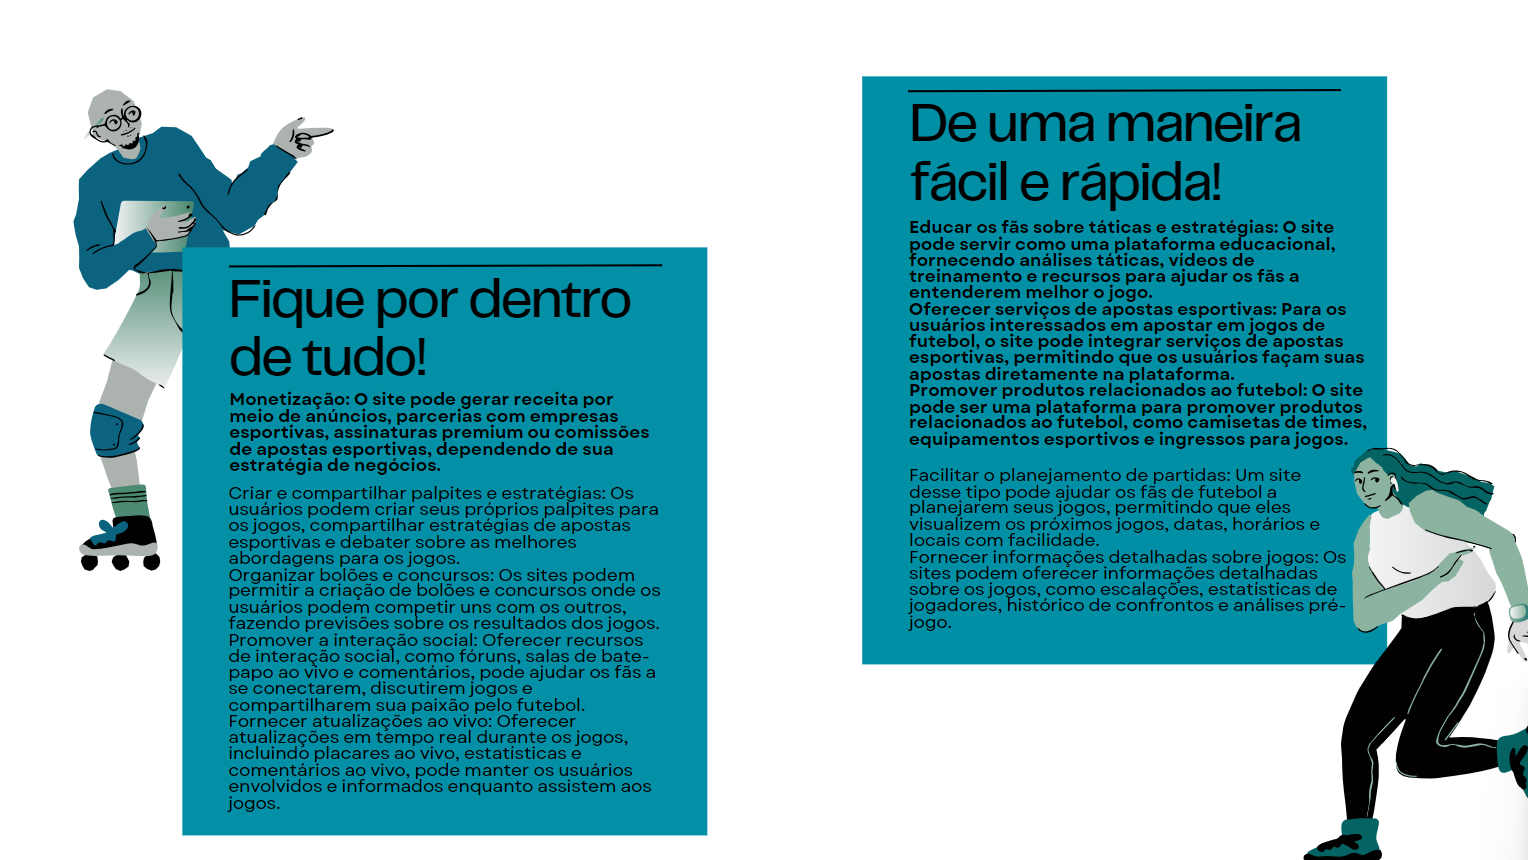 Fique por dentro
de tudo!
Monetização: O site pode gerar receita por
meio de anúncios, parcerias com empresas
esportivas, assinaturas premium ou comissões
de apostas esportivas, dependendo de sua
estratégia de negócios.
Criar e compartilhar palpites e estratégias: Os
usuários podem criar seus próprios palpites para
os jogos, compartilhar estratégias de apostas
esportivas e debater sobre as melhores
abordagens para os jogos.
Organizar bolões e concursos: Os sites podem
permitir a criação de bolões e concursos onde os
usuários podem competir uns com os outros,
fazendo previsões sobre os resultados dos jogos.
Promover a interação social: Oferecer recursos
de interação social, como fóruns, salas de bate-
papo ao vivo e comentários, pode ajudar os fãs a
se conectarem, discutirem jogos e
compartilharem sua paixão pelo futebol.
Fornecer atualizações ao vivo: Oferecer
atualizações em tempo real durante os jogos,
incluindo placares ao vivo, estatísticas e
comentários ao vivo, pode manter os usuários
envolvidos e informados enquanto assistem aos
jogos.
De uma maneira
fácil e rápida!
Educar os fãs sobre táticas e estratégias: O site
pode servir como uma plataforma educacional,
fornecendo análises táticas, vídeos de
treinamento e recursos para ajudar os fãs a
entenderem melhor o jogo.
Oferecer serviços de apostas esportivas: Para os
usuários interessados em apostar em jogos de
futebol, o site pode integrar serviços de apostas
esportivas, permitindo que os usuários façam suas
apostas diretamente na plataforma.
Promover produtos relacionados ao futebol: O site
pode ser uma plataforma para promover produtos
relacionados ao futebol, como camisetas de times,
equipamentos esportivos e ingressos para jogos.
Facilitar o planejamento de partidas: Um site
desse tipo pode ajudar os fãs de futebol a
planejarem seus jogos, permitindo que eles
visualizem os próximos jogos, datas, horários e
locais com facilidade.
Fornecer informações detalhadas sobre jogos: Os
sites podem oferecer informações detalhadas
sobre os jogos, como escalações, estatísticas de
jogadores, histórico de confrontos e análises pré-
jogo.